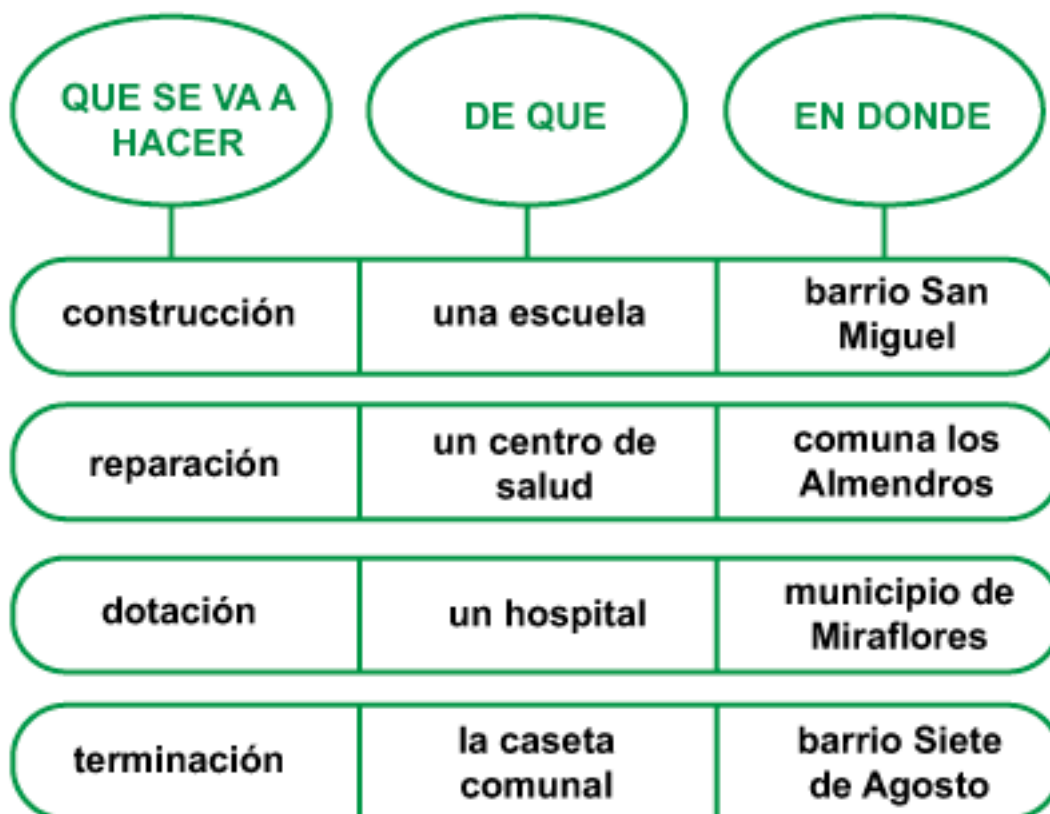 QUE SE VA A
HACER
DE QUE
EN DONDE
construcción
una escuela
barrio San
Miguel
reparación
un centro de
salud
comuna los
Almendros
dotación
un hospital
municipio de
Miraflores
terminación
la caseta
comunal
barrio Siete
de Agosto